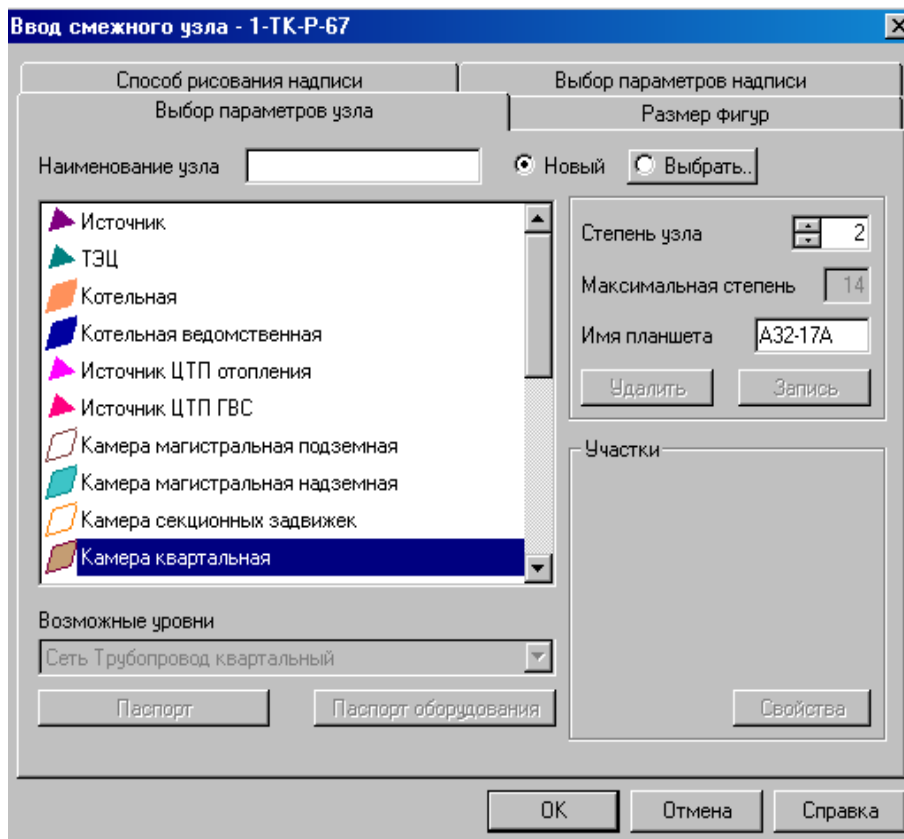 Ввод смежного узла - 1-ТК-Р-67
Способ рисования надписи
Выбор параметров надписи
Выбор параметров узла
Размер фигур
Наименование узла
Новый
Выбрать..
Источник
ТЭЦ
Котельная
Котельная ведомственная
Источник ЦТП отопления
Источник ЦТП ГВС
Камера магистральная подземная
Камера магистральная надземная
Камера секционных задвижек
Камера квартальная
Степень узла 2
Максимальная степень 14
Имя планшета А32-17А
Удалить
Запись
Участки
Возможные уровни
Сеть Трубопровод квартальный
Паспорт
Паспорт оборудования
Свойства
ОК
Отмена
Справка